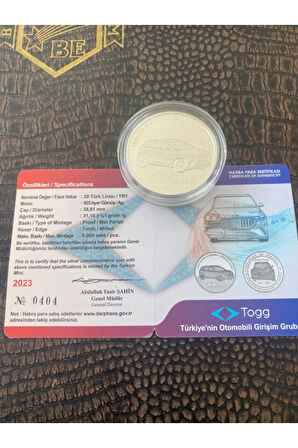 BE
Özellikleri / Specifications
Nominal Değer / Face Value : 20 Türk Lirası / TRY
Metal : 925 Ayar Gümüş / Ag
Çap / Diameter : 38,61 mm
Ağırlık / Weight : 31,10 g
Baskı / Type of Mintage : Proof / Mat Parlak
Kenar / Edge : Tırtıllı / Milled
Mak. Baskı / Max. Mintage : 5.000 adet / pcs.
Bu sertifika, özellikleri belirtilen gümüş hatıra paranın Genel
Müdürlüğümüz tarafından üretildiğini belgelemektedir.
This is to certify that the silver commemorative coin with
above mentioned specifications is minted by the Turkish
Mint.
2023
Abdullah Yasir ŞAHİN
Genel Müdür
General Director
№ 0404
Not : Hatıra para satış adetlerini www.darphane.gov.tr
adresinden takip edebilirsiniz.
HATIRA PARA SERTİFİKASI
CERTIFICATE OF AUTHENTICITY
Togg
Türkiye'nin Otomobili Girişim Grub